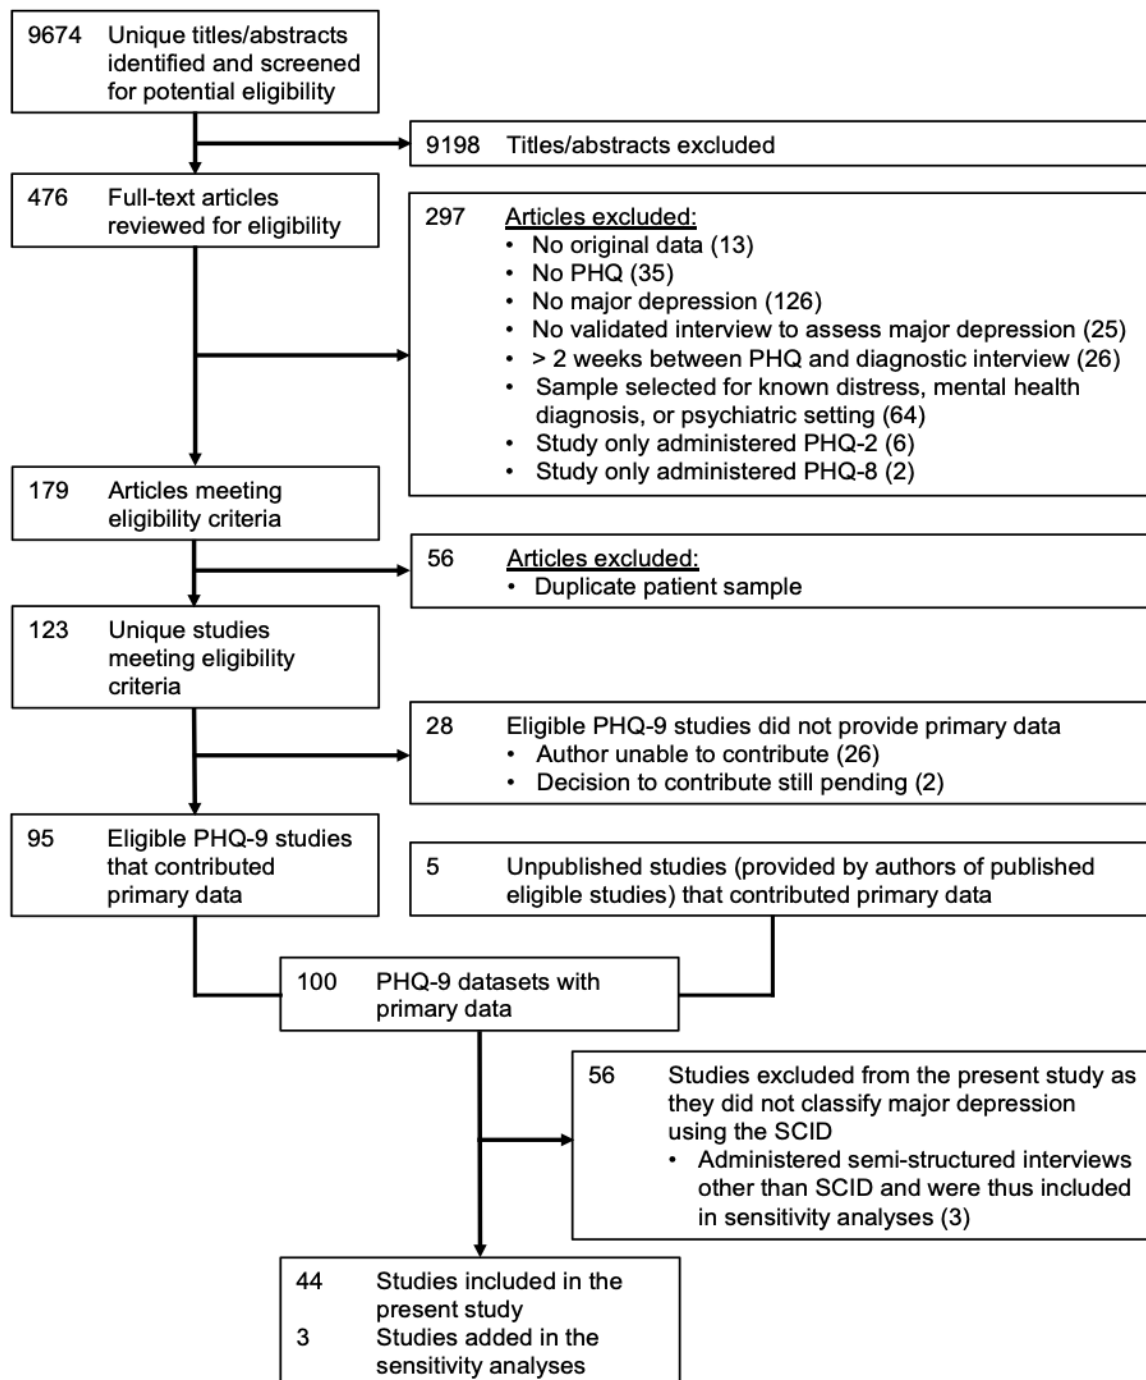 9674 Unique titles/abstracts
identified and screened
for potential eligibility
9198 Titles/abstracts excluded
476 Full-text articles
reviewed for eligibility
297 Articles excluded:
• No original data (13)
• No PHQ (35)
• No major depression (126)
• No validated interview to assess major depression (25)
• > 2 weeks between PHQ and diagnostic interview (26)
• Sample selected for known distress, mental health
diagnosis, or psychiatric setting (64)
• Study only administered PHQ-2 (6)
• Study only administered PHQ-8 (2)
179 Articles meeting
eligibility criteria
56 Articles excluded:
• Duplicate patient sample
123 Unique studies
meeting eligibility
criteria
28 Eligible PHQ-9 studies did not provide primary data
• Author unable to contribute (26)
• Decision to contribute still pending (2)
95 Eligible PHQ-9 studies
that contributed
primary data
5 Unpublished studies (provided by authors of published
eligible studies) that contributed primary data
100 PHQ-9 datasets with
primary data
56 Studies excluded from the present study as
they did not classify major depression
using the SCID
• Administered semi-structured interviews
other than SCID and were thus included
in sensitivity analyses (3)
44 Studies included in the
present study
3 Studies added in the
sensitivity analyses